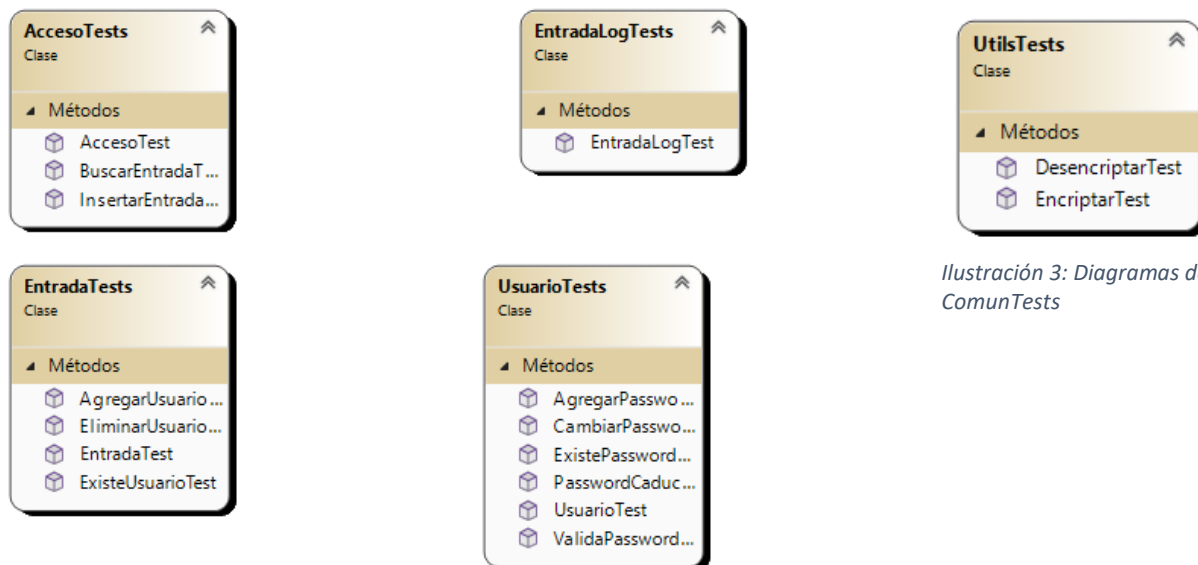 AccesoTests
Clase
Métodos
AccesoTest
BuscarEntradaT...
InsertarEntrada...
EntradaLogTests
Clase
Métodos
EntradaLogTest
UtilsTests
Clase
Métodos
DesencriptarTest
EncriptarTest
Ilustración 3: Diagramas d
ComunTests
EntradaTests
Clase
Métodos
AgregarUsuario...
EliminarUsuario...
EntradaTest
ExisteUsuarioTest
UsuarioTests
Clase
Métodos
AgregarPasswo...
CambiarPasswo...
ExistePassword...
PasswordCaduc...
UsuarioTest
ValidaPassword...